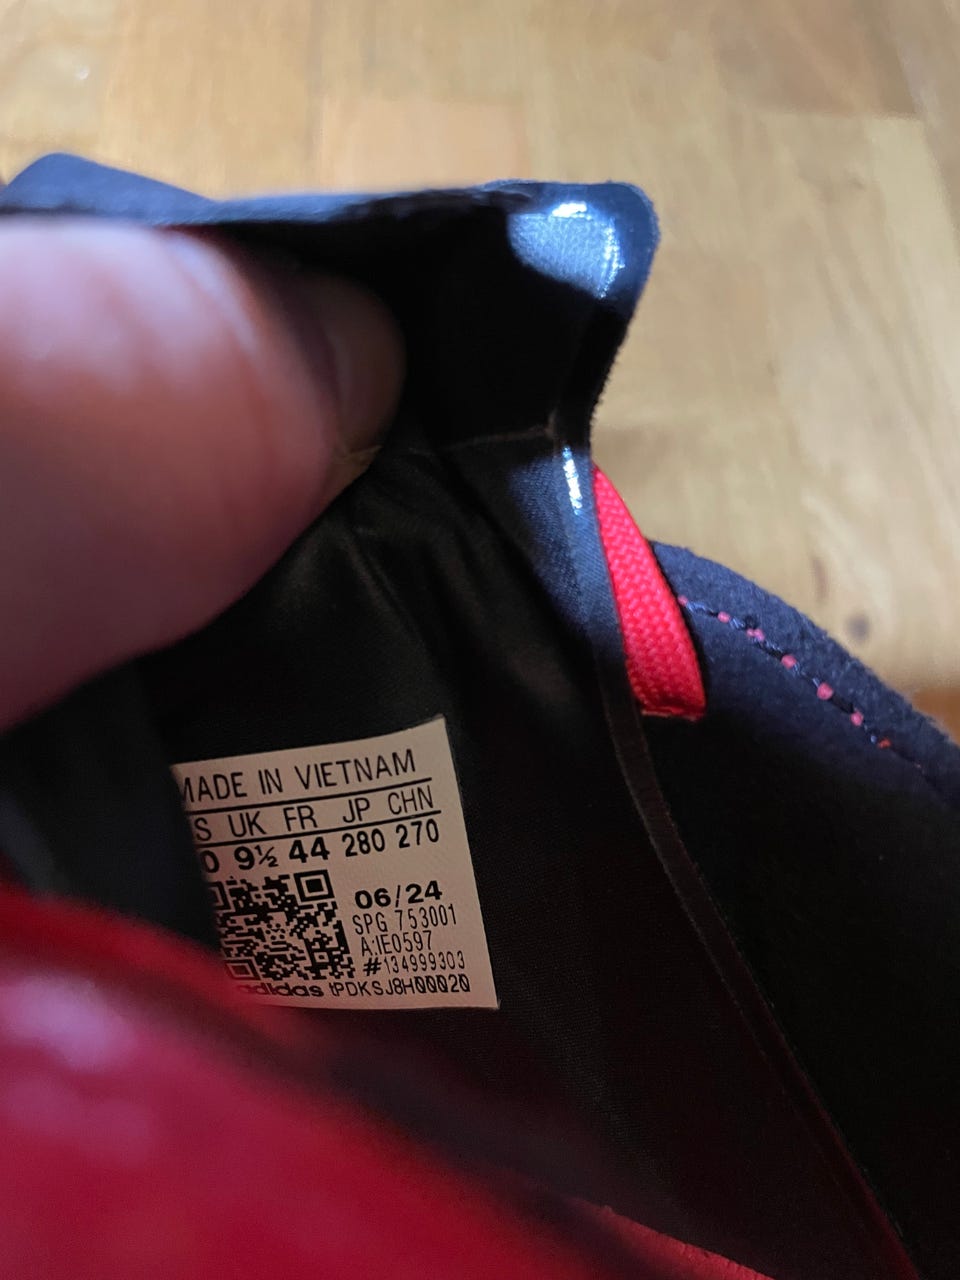 MADE IN VIETNAM
S UK FR JP CHN
0 9½ 44 280 270
06/24
SPG 753001
A:IE0597
#134999303
adidas tPDKSJ8H00020